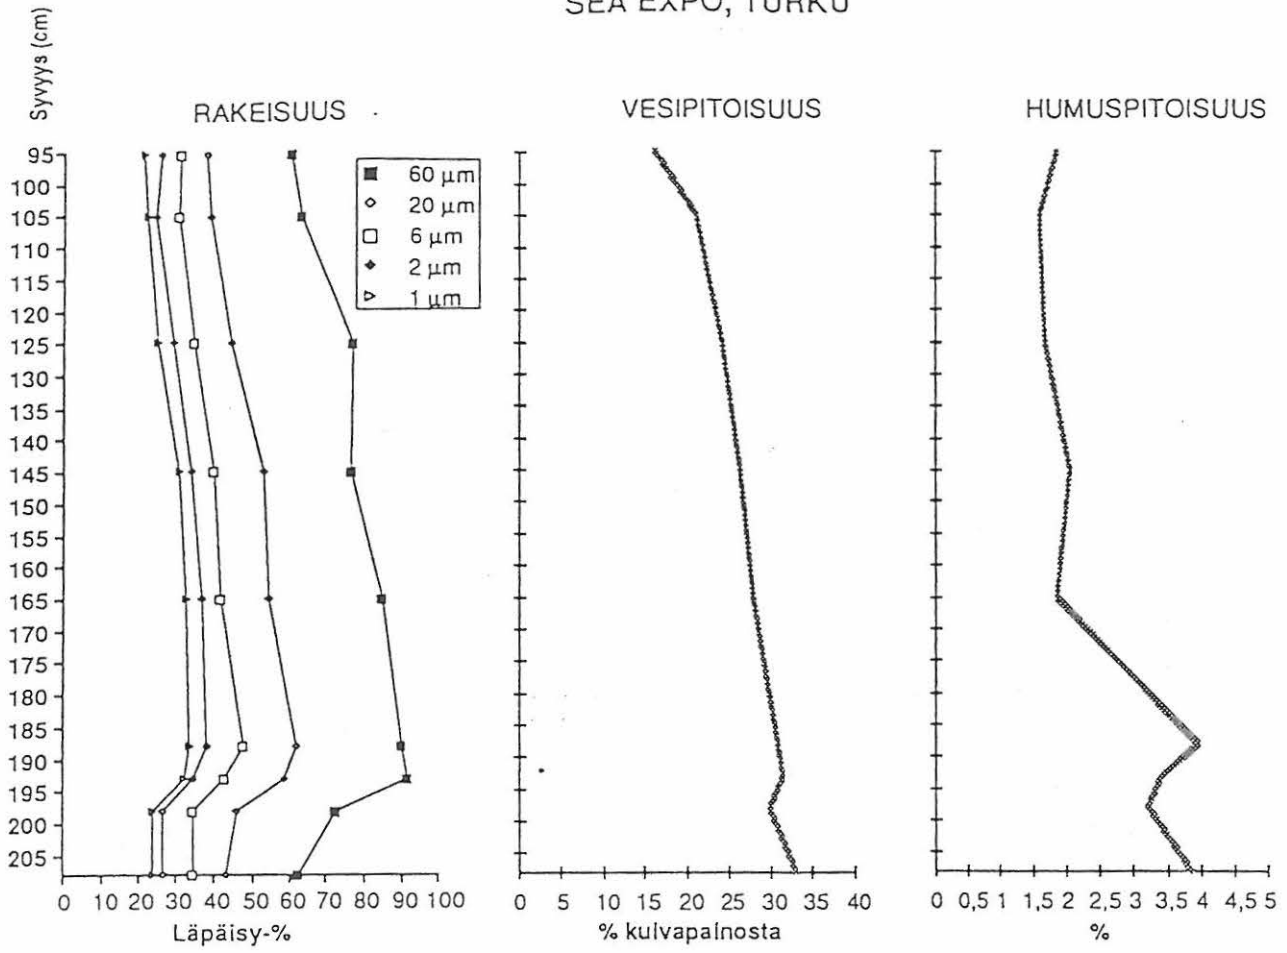 SEA EXPO, TURKU
Syvyys (cm)
RAKEISUUS
VESIPITOISUUS
HUMUSPITOISUUS
60 µm
20 µm
6 µm
2 µm
1 µm
95
100
105
110
115
120
125
130
135
140
145
150
155
160
165
170
175
180
185
190
195
200
205
0 10 20 30 40 50 60 70 80 90 100
Läpäisy-%
0 5 10 15 20 25 30 35 40
% kuivapainosta
0 0,5 1 1,5 2 2,5 3 3,5 4 4,5 5
%